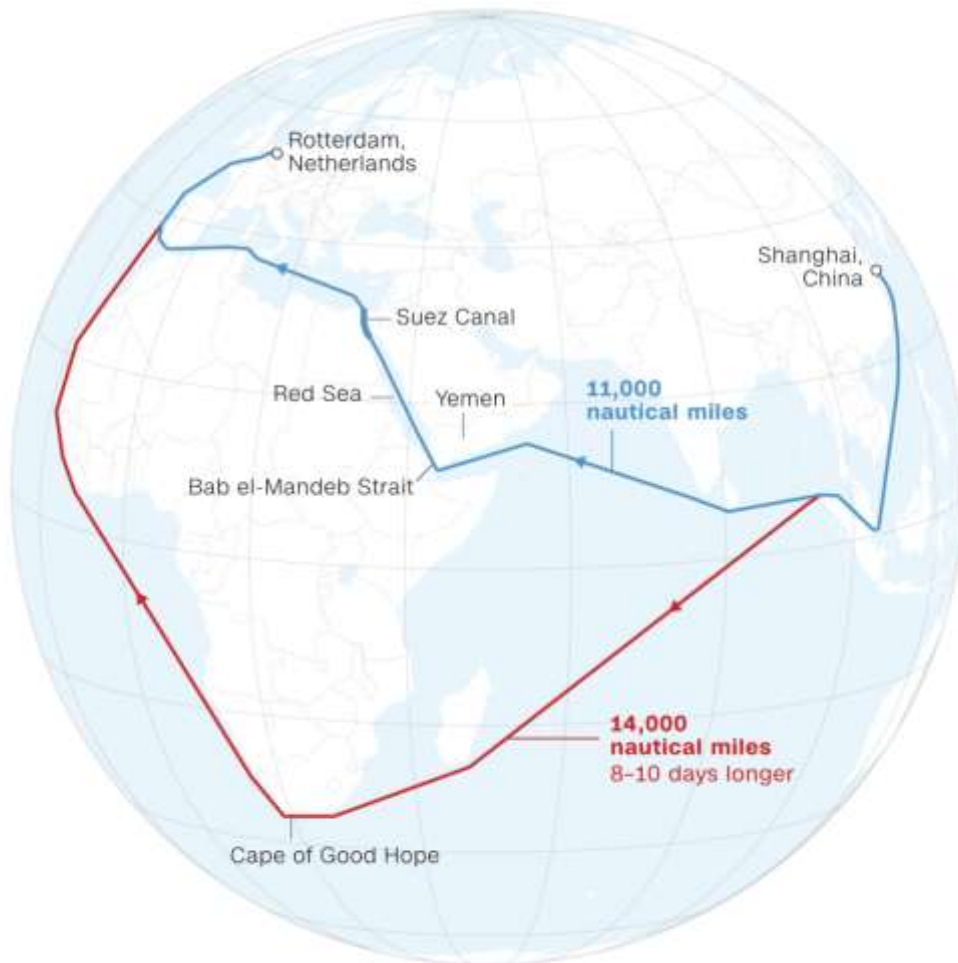 Rotterdam,
Netherlands
Shanghai,
China
Suez Canal
Red Sea
Yemen
11,000
nautical miles
Bab el-Mandeb Strait
14,000
nautical miles
8–10 days longer
Cape of Good Hope